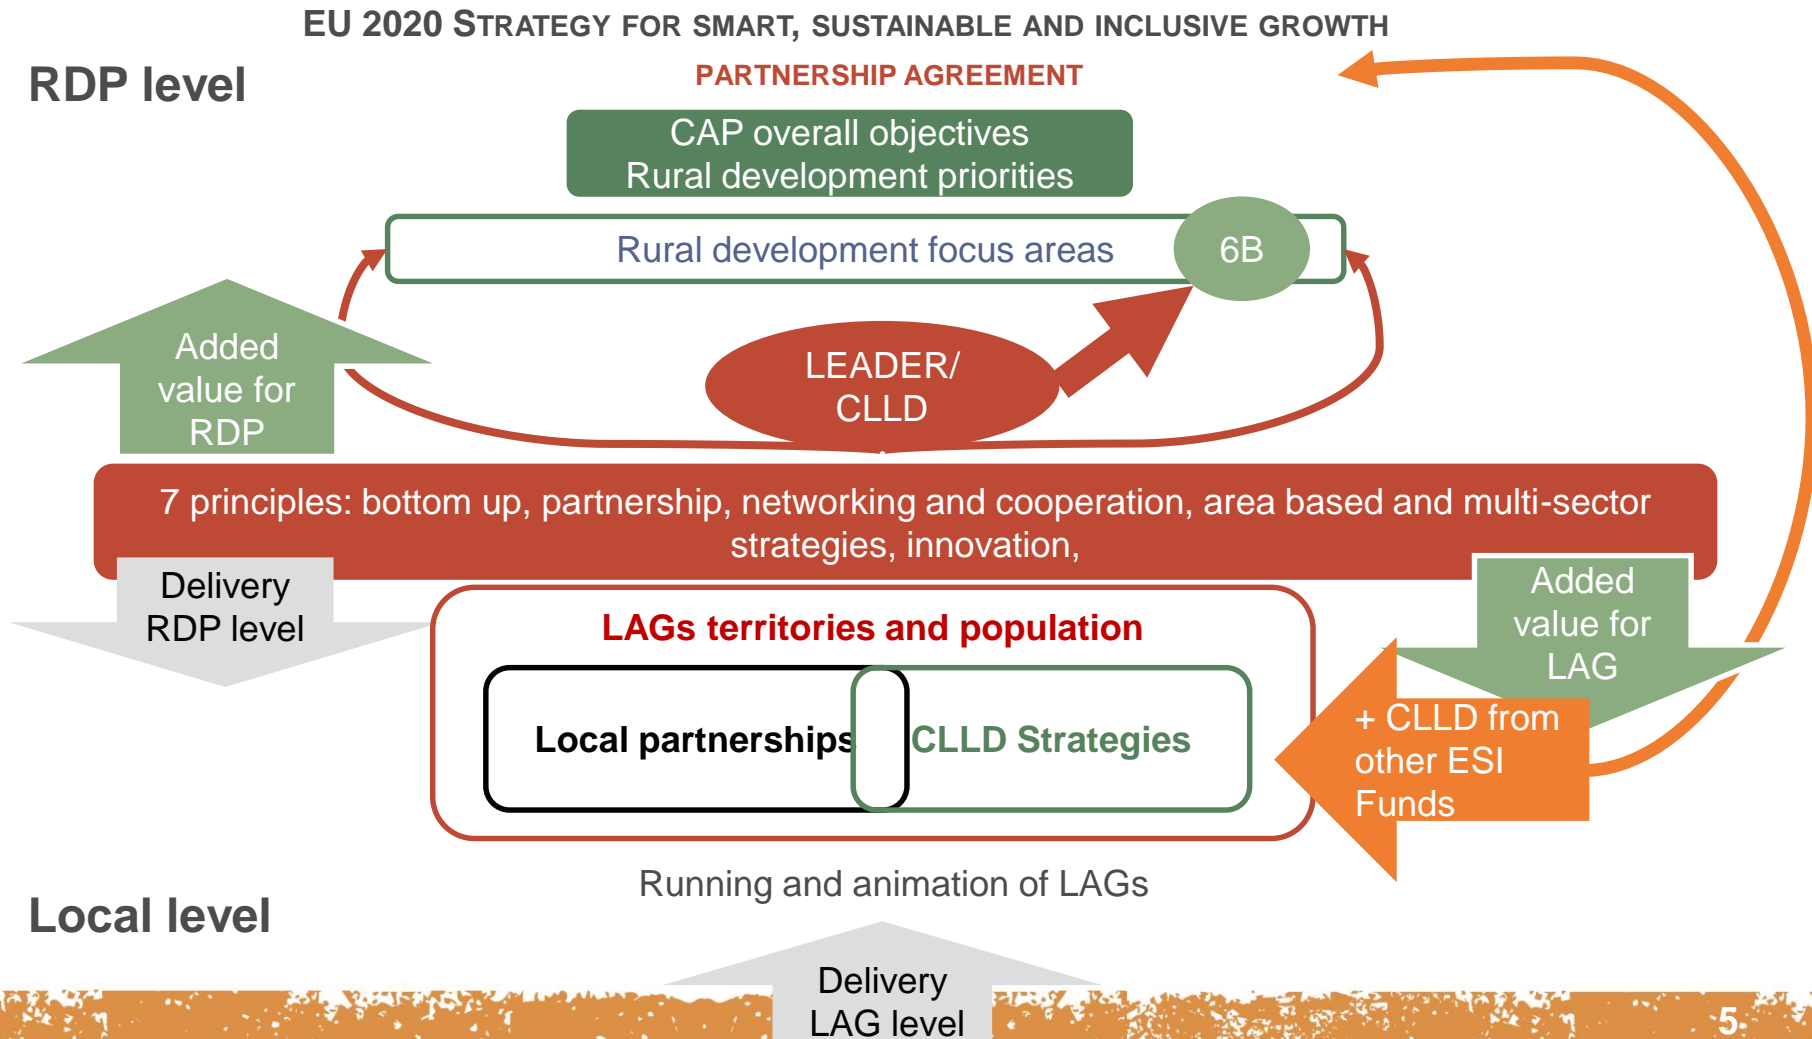 EU 2020 STRATEGY FOR SMART, SUSTAINABLE AND INCLUSIVE GROWTH
RDP level
PARTNERSHIP AGREEMENT
CAP overall objectives
Rural development priorities
Rural development focus areas
6B
Added
value for
RDP
LEADER/
CLLD
7 principles: bottom up, partnership, networking and cooperation, area based and multi-sector
strategies, innovation,
Delivery
RDP level
Added
value for
LAG
LAGs territories and population
Local partnerships
CLLD Strategies
+ CLLD from
other ESI
Funds
Running and animation of LAGs
Local level
Delivery
LAG level
5